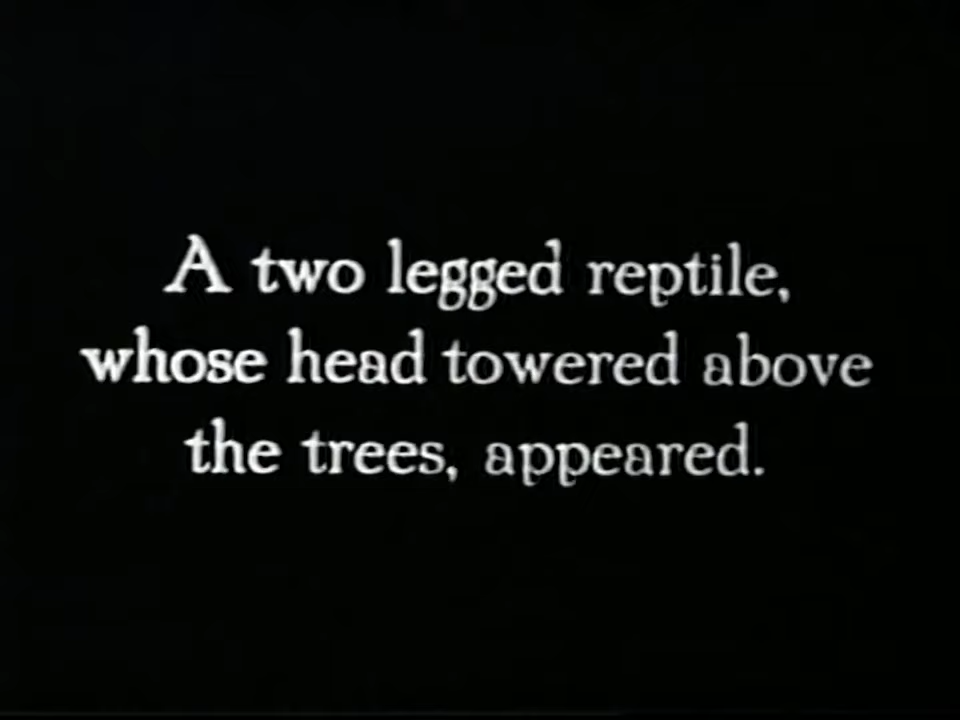 A two legged reptile,
whose head towered above
the trees, appeared.